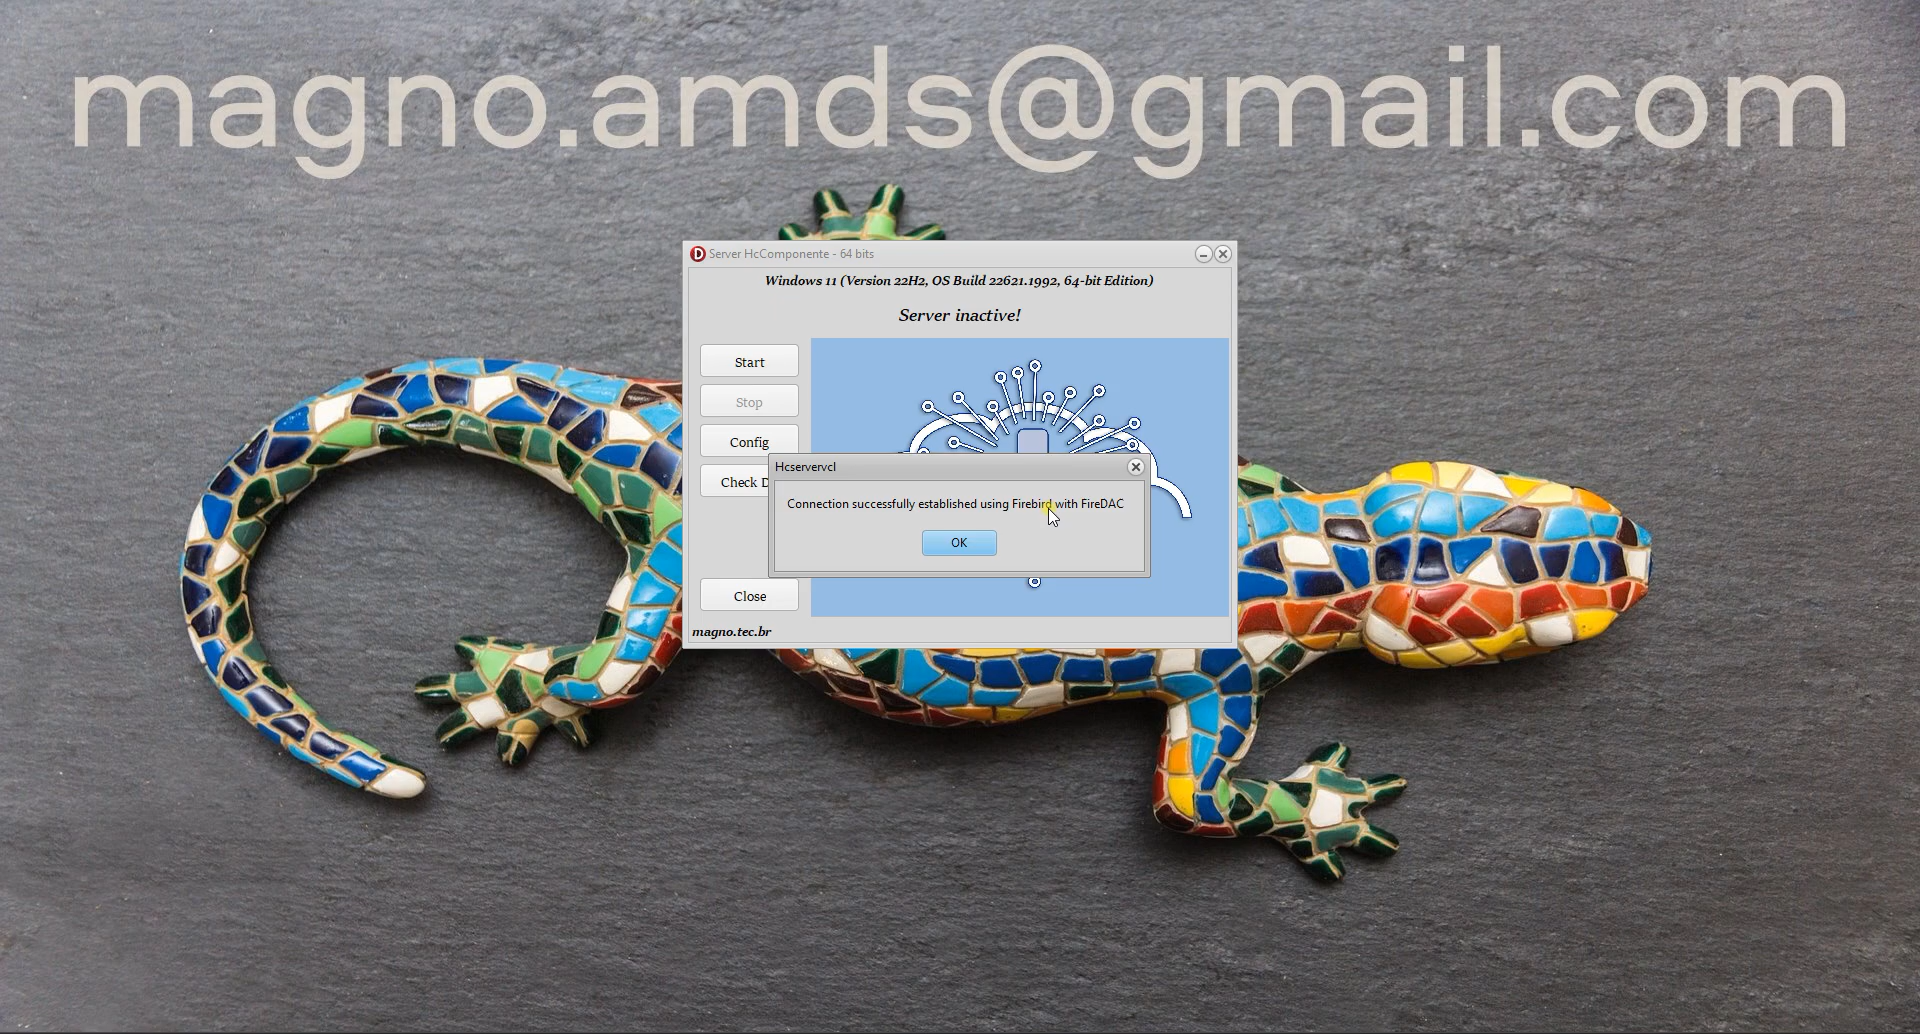 magno.amds@gmail.com
Server HcComponente - 64 bits
Windows 11 (Version 22H2, OS Build 22621.1992, 64-bit Edition)
Server inactive!
Start
Stop
Config
Check D
Hcservervcl
Connection successfully established using Firebird with FireDAC
OK
Close
magno.tec.br